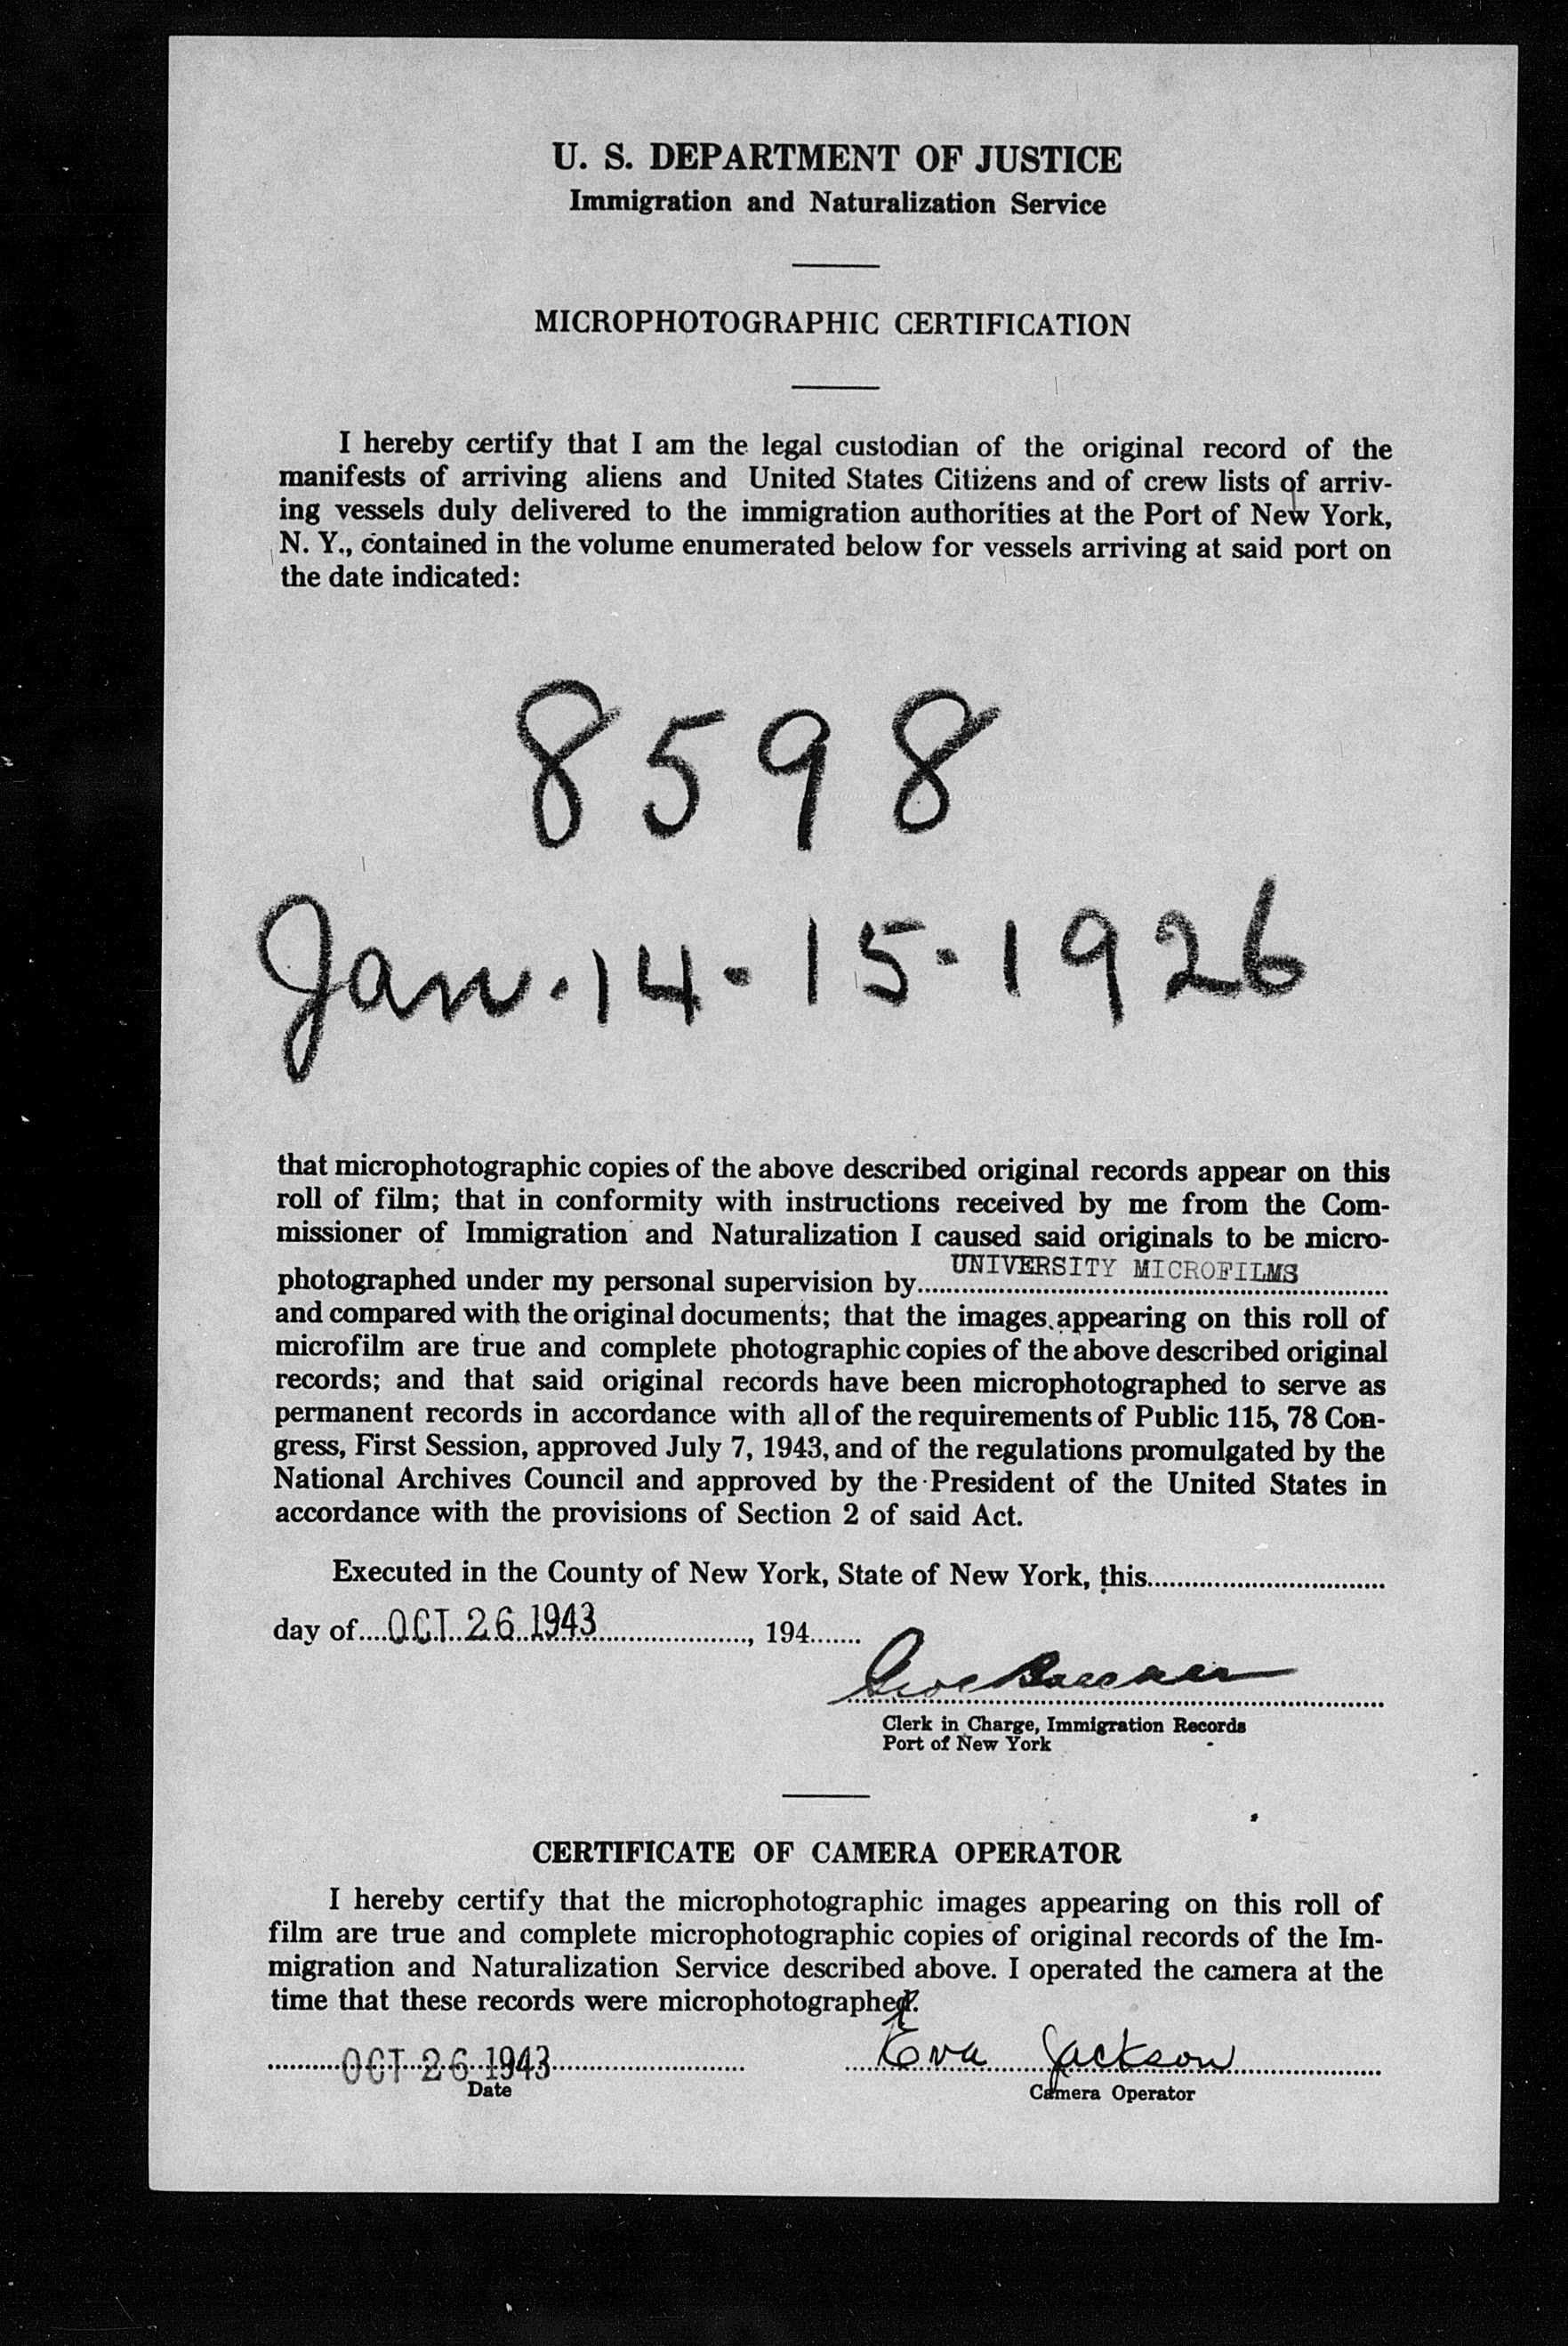 U. S. DEPARTMENT OF JUSTICE
Immigration and Naturalization Service
MICROPHOTOGRAPHIC CERTIFICATION
I hereby certify that I am the legal custodian of the original record of the
manifests of arriving aliens and United States Citizens and of crew lists of arriv-
ing vessels duly delivered to the immigration authorities at the Port of New York,
N. Y., contained in the volume enumerated below for vessels arriving at said port on
the date indicated:
8598
Jan. 14-15-1926
that microphotographic copies of the above described original records appear on this
roll of film; that in conformity with instructions received by me from the Com-
missioner of Immigration and Naturalization I caused said originals to be micro-
photographed under my personal supervision by UNIVERSITY MICROFILMS
and compared with the original documents; that the images appearing on this roll of
microfilm are true and complete photographic copies of the above described original
records; and that said original records have been microphotographed to serve as
permanent records in accordance with all of the requirements of Public 115, 78 Con-
gress, First Session, approved July 7, 1943, and of the regulations promulgated by the
National Archives Council and approved by the President of the United States in
accordance with the provisions of Section 2 of said Act.
Executed in the County of New York, State of New York, this
day of OCT 26 1943, 194
Clerk in Charge, Immigration Records
Port of New York
CERTIFICATE OF CAMERA OPERATOR
I hereby certify that the microphotographic images appearing on this roll of
film are true and complete microphotographic copies of original records of the Im-
migration and Naturalization Service described above. I operated the camera at the
time that these records were microphotographed.
OCT 26 1943 Eva Jackson
Date Camera Operator